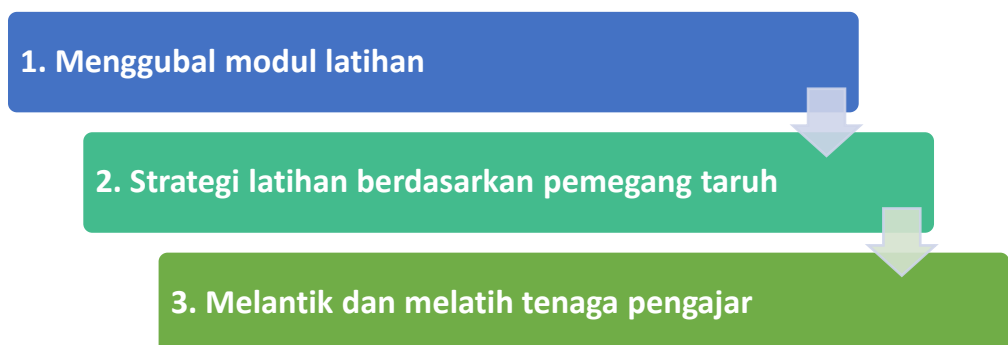 1. Menggubal modul latihan
2. Strategi latihan berdasarkan pemegang taruh
3. Melantik dan melatih tenaga pengajar